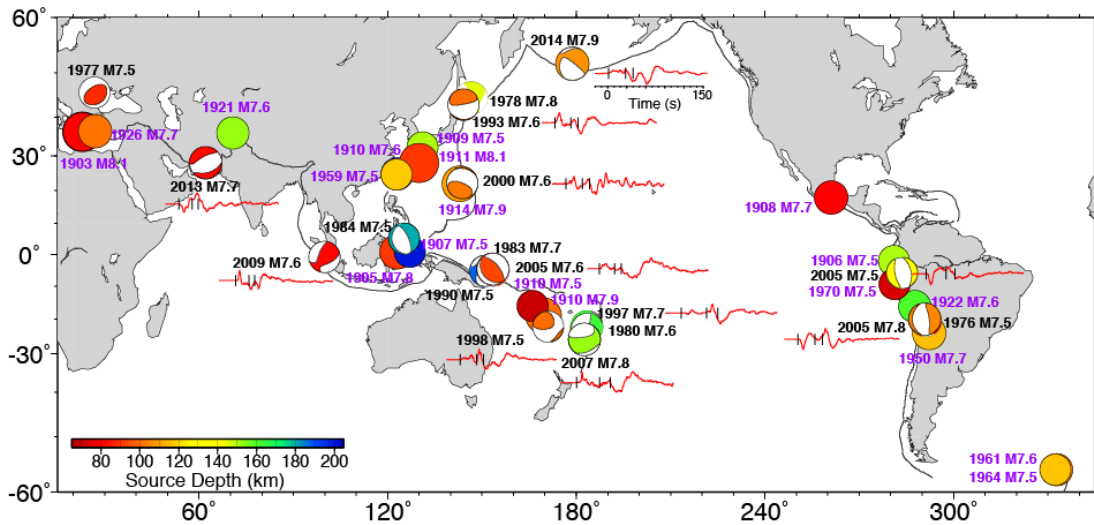 60°
30°
0°
-30°
-60°
60°
120°
180°
240°
300°
2014 M7.9
0
150
Time (s)
1977 M7.5
1921 M7.6
1978 M7.8
1993 M7.6
1926 M7.7
1909 M7.5
1910 M7.6
1911 M8.1
1903 M8.1
1959 M7.5
2000 M7.6
2013 M7.7
1914 M7.9
1908 M7.7
1984 M7.5
1907 M7.5
1983 M7.7
1906 M7.5
2009 M7.6
1905 M7.8
2005 M7.6
2005 M7.5
1910 M7.5
1970 M7.5
1990 M7.5
1910 M7.9
1922 M7.6
1997 M7.7
1980 M7.6
2005 M7.8
1976 M7.5
1998 M7.5
1950 M7.7
2007 M7.8
80 100 120 140 160 180 200
Source Depth (km)
1961 M7.6
1964 M7.5